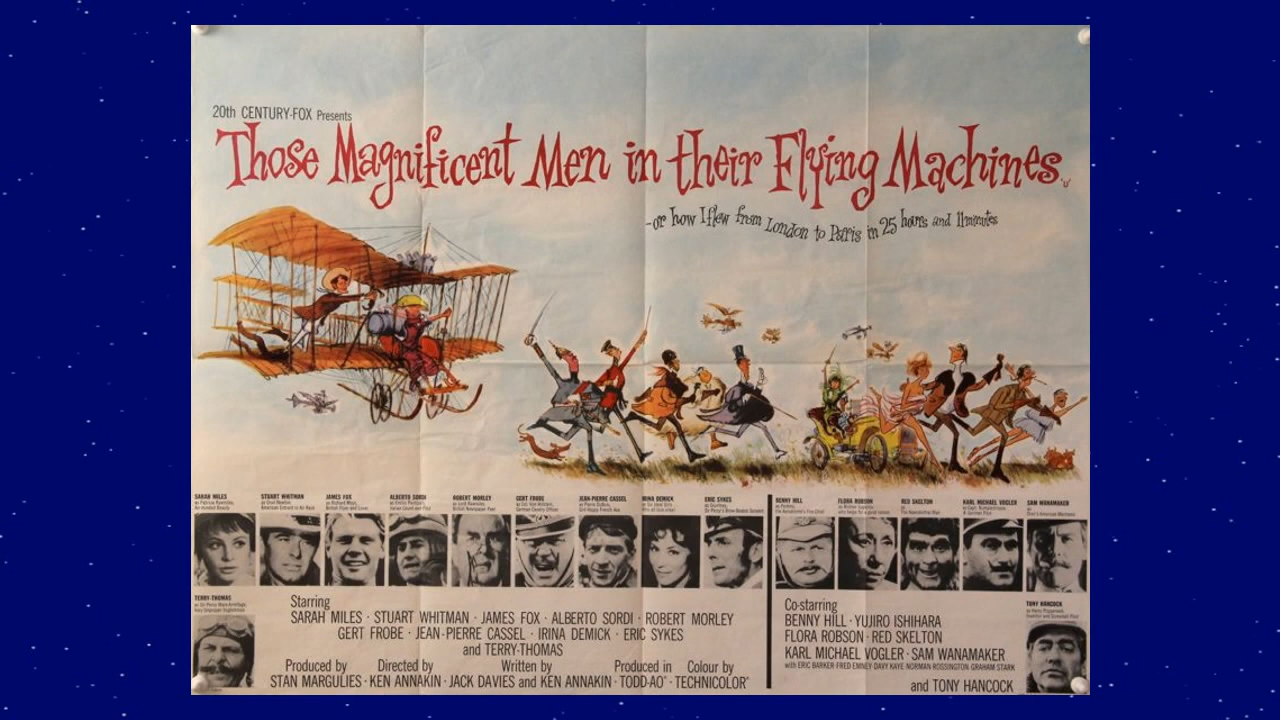 20th CENTURY-FOX Presents
Those Magnificent Men in their Flying Machines.
-or how I flew from London to Paris in 25 hours and 11 minutes
SARAH MILES
STUART WHITMAN
JAMES FOX
ALBERTO SORDI
ROBERT MORLEY
GERT FROBE
JEAN-PIERRE CASSEL
IRINA DEMICK
ERIC SYKES
BENNY HILL
FLORA ROBSON
RED SKELTON
KARL MICHAEL VOGLER
SAM WANAMAKER
TERRY-THOMAS
TONY HANCOCK
Starring
SARAH MILES · STUART WHITMAN · JAMES FOX · ALBERTO SORDI · ROBERT MORLEY
GERT FROBE · JEAN-PIERRE CASSEL · IRINA DEMICK · ERIC SYKES
and TERRY-THOMAS
Produced by
STAN MARGULIES ·
Directed by
KEN ANNAKIN ·
Written by
JACK DAVIES and KEN ANNAKIN ·
Produced in
TODD-AO ·
Colour by
TECHNICOLOR
Co-starring
BENNY HILL · YUJIRO ISHIHARA
FLORA ROBSON · RED SKELTON
KARL MICHAEL VOGLER · SAM WANAMAKER
with ERIC BARKER·FRED EMNEY·DAVY KAYE·NORMAN ROSSINGTON·GRAHAM STARK
and TONY HANCOCK